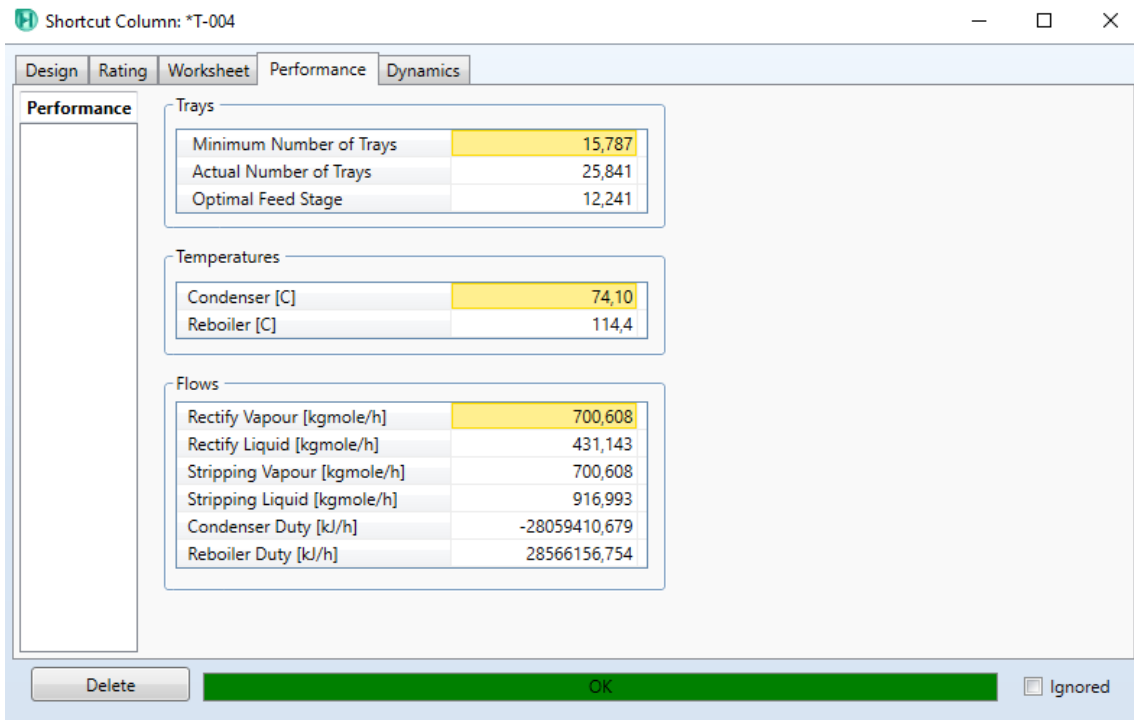 Shortcut Column: *T-004
Design Rating Worksheet Performance Dynamics
Performance
Trays
Minimum Number of Trays 15,787
Actual Number of Trays 25,841
Optimal Feed Stage 12,241
Temperatures
Condenser [C] 74,10
Reboiler [C] 114,4
Flows
Rectify Vapour [kgmole/h] 700,608
Rectify Liquid [kgmole/h] 431,143
Stripping Vapour [kgmole/h] 700,608
Stripping Liquid [kgmole/h] 916,993
Condenser Duty [kJ/h] -28059410,679
Reboiler Duty [kJ/h] 28566156,754
Delete OK Ignored